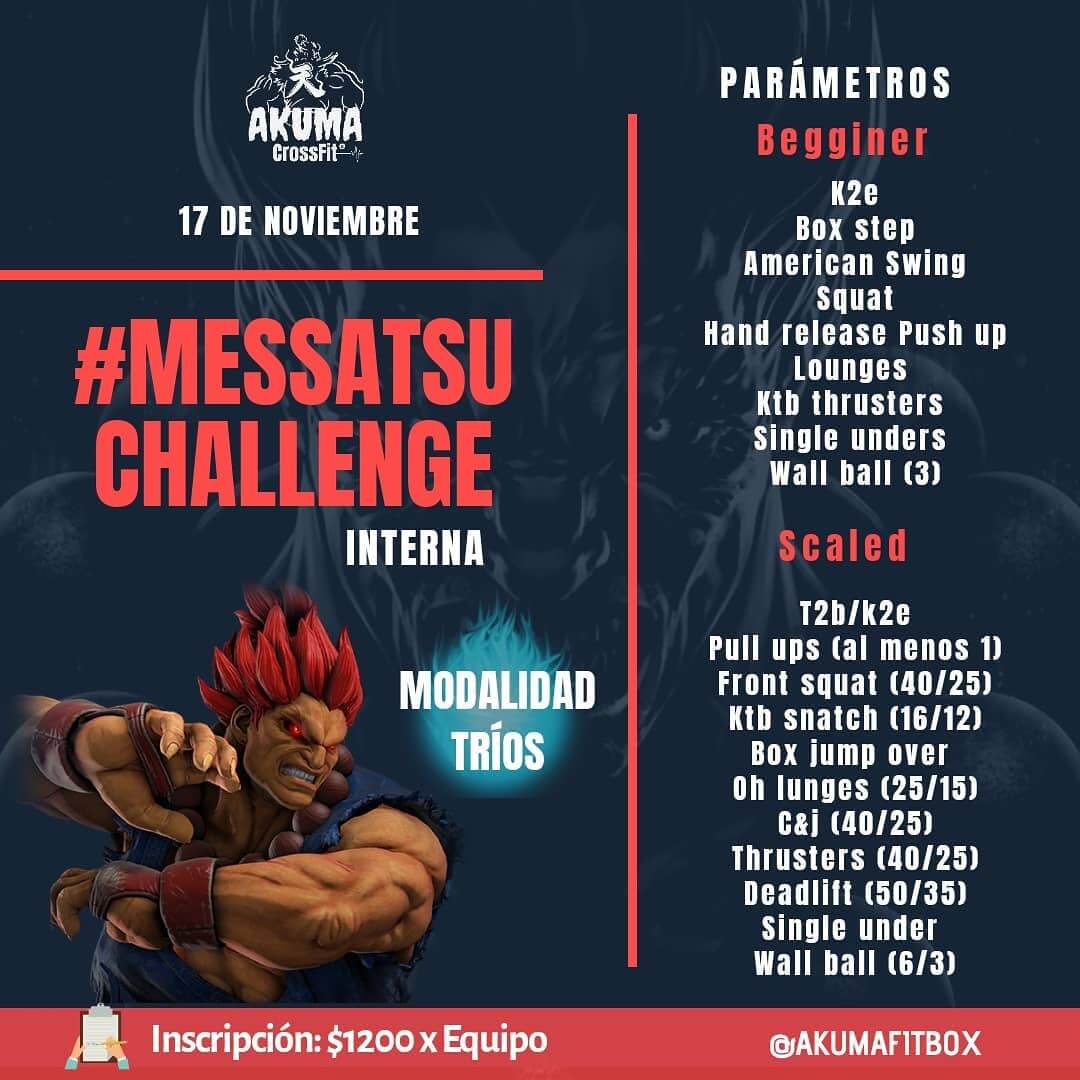 天
AKUMA
CrossFit
17 DE NOVIEMBRE
#MESSATSU
CHALLENGE
INTERNA
MODALIDAD
TRÍOS
PARÁMETROS
Begginer
K2e
Box step
American Swing
Squat
Hand release Push up
Lounges
Ktb thrusters
Single unders
Wall ball (3)
Scaled
T2b/k2e
Pull ups (al menos 1)
Front squat (40/25)
Ktb snatch (16/12)
Box jump over
Oh lunges (25/15)
C&j (40/25)
Thrusters (40/25)
Deadlift (50/35)
Single under
Wall ball (6/3)
Inscripción: $1200 x Equipo
@AKUMAFITBOX